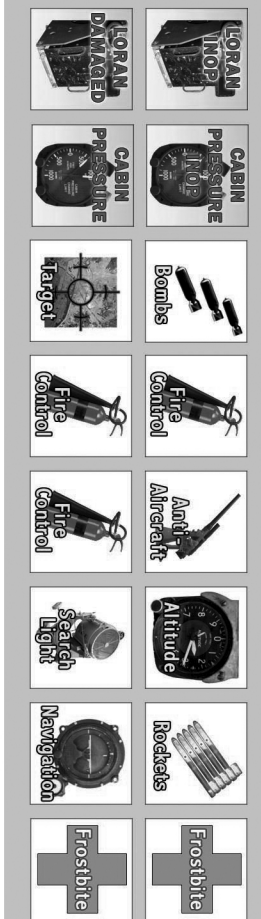 LORAN
INOP
CABIN
PRESSURE
INOP
Bombs
Fire
Control
Anti-
Aircraft
Altitude
Rockets
Frostbite
LORAN
DAMAGED
CABIN
PRESSURE
Target
Fire
Control
Fire
Control
Search
Light
Navigation
Frostbite